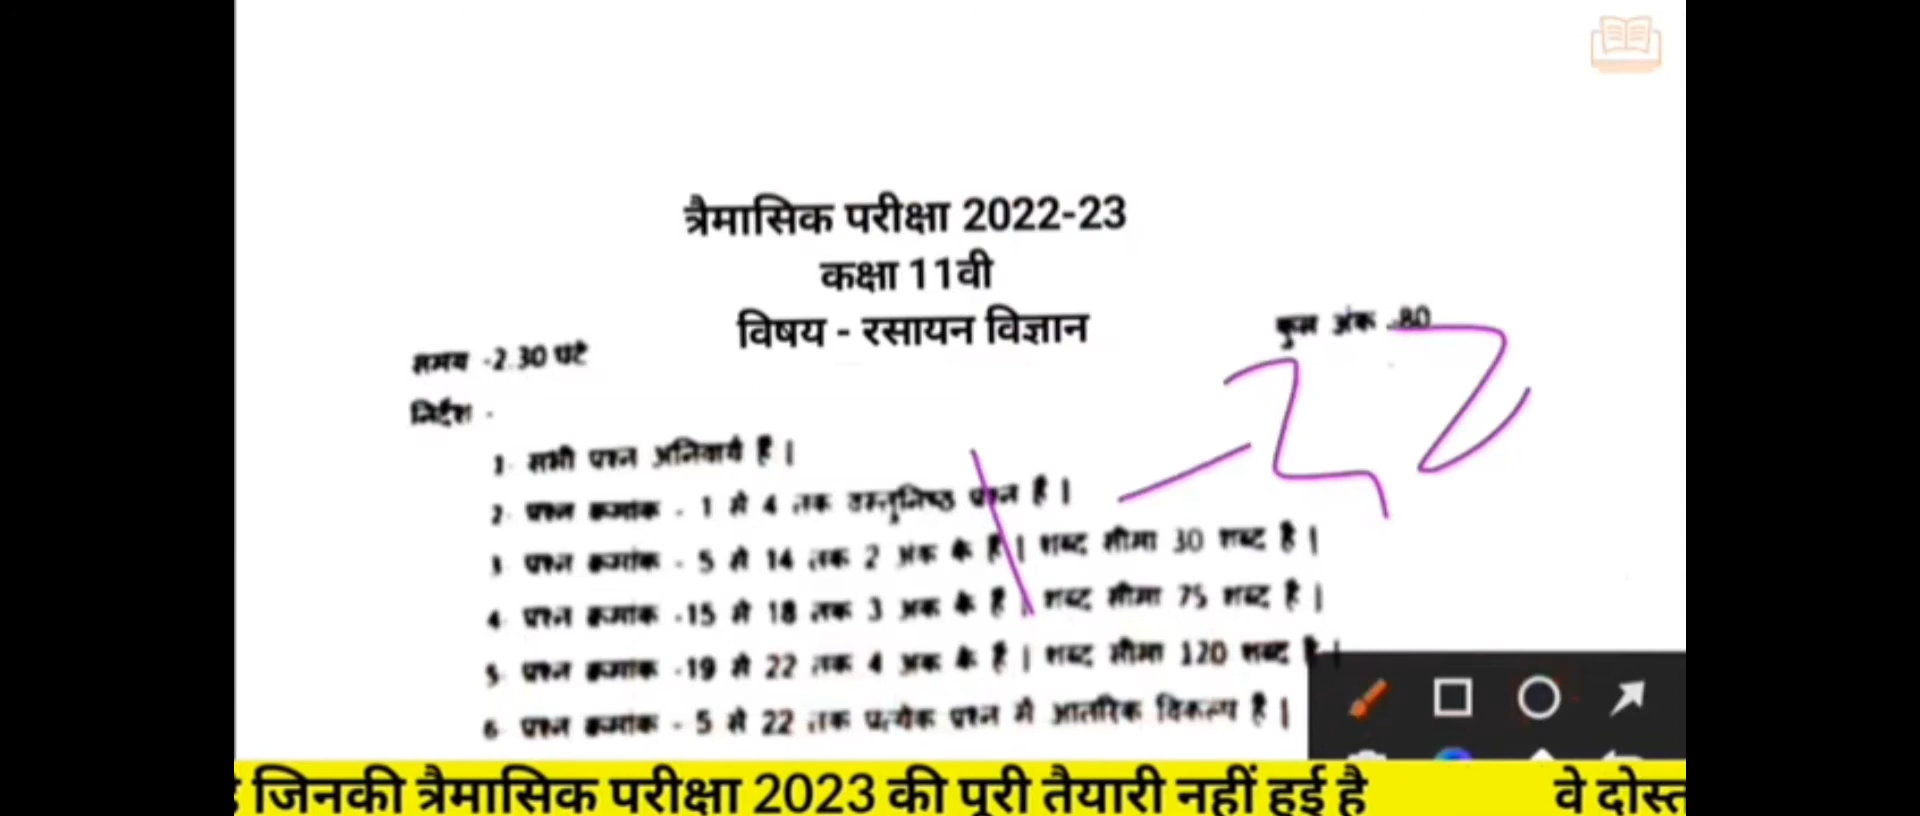 त्रैमासिक परीक्षा 2022-23
कक्षा 11वी
विषय - रसायन विज्ञान
कुल अंक -80
समय -2.30 घंटे
निर्देश -
1- सभी प्रश्न अनिवार्य है |
2- प्रश्न क्रमांक - 1 से 4 तक वस्तुनिष्ठ प्रश्न है |
3 प्रश्न क्रमांक - 5 से 14 तक 2 अंक के है | शब्द सीमा 30 शब्द है |
4- प्रश्न क्रमांक -15 से 18 तक 3 अंक के है | शब्द सीमा 75 शब्द है |
5- प्रश्न क्रमांक -19 से 22 तक 4 अंक के है | शब्द सीमा 120 शब्द है |
6- प्रश्न क्रमांक - 5 से 22 तक प्रत्येक प्रश्न में आतंरिक विकल्प है |
जिनकी त्रैमासिक परीक्षा 2023 की पूरी तैयारी नहीं हुई है वे दोस्त